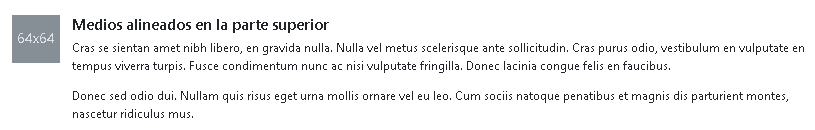 64x64
Medios alineados en la parte superior
Cras se sientan amet nibh libero, en gravida nulla. Nulla vel metus scelerisque ante sollicitudin. Cras purus odio, vestibulum en vulputate en
tempus viverra turpis. Fusce condimentum nunc ac nisi vulputate fringilla. Donec lacinia congue felis en faucibus.
Donec sed odio dui. Nullam quis risus eget urna mollis ornare vel eu leo. Cum sociis natoque penatibus et magnis dis parturient montes,
nascetur ridiculus mus.